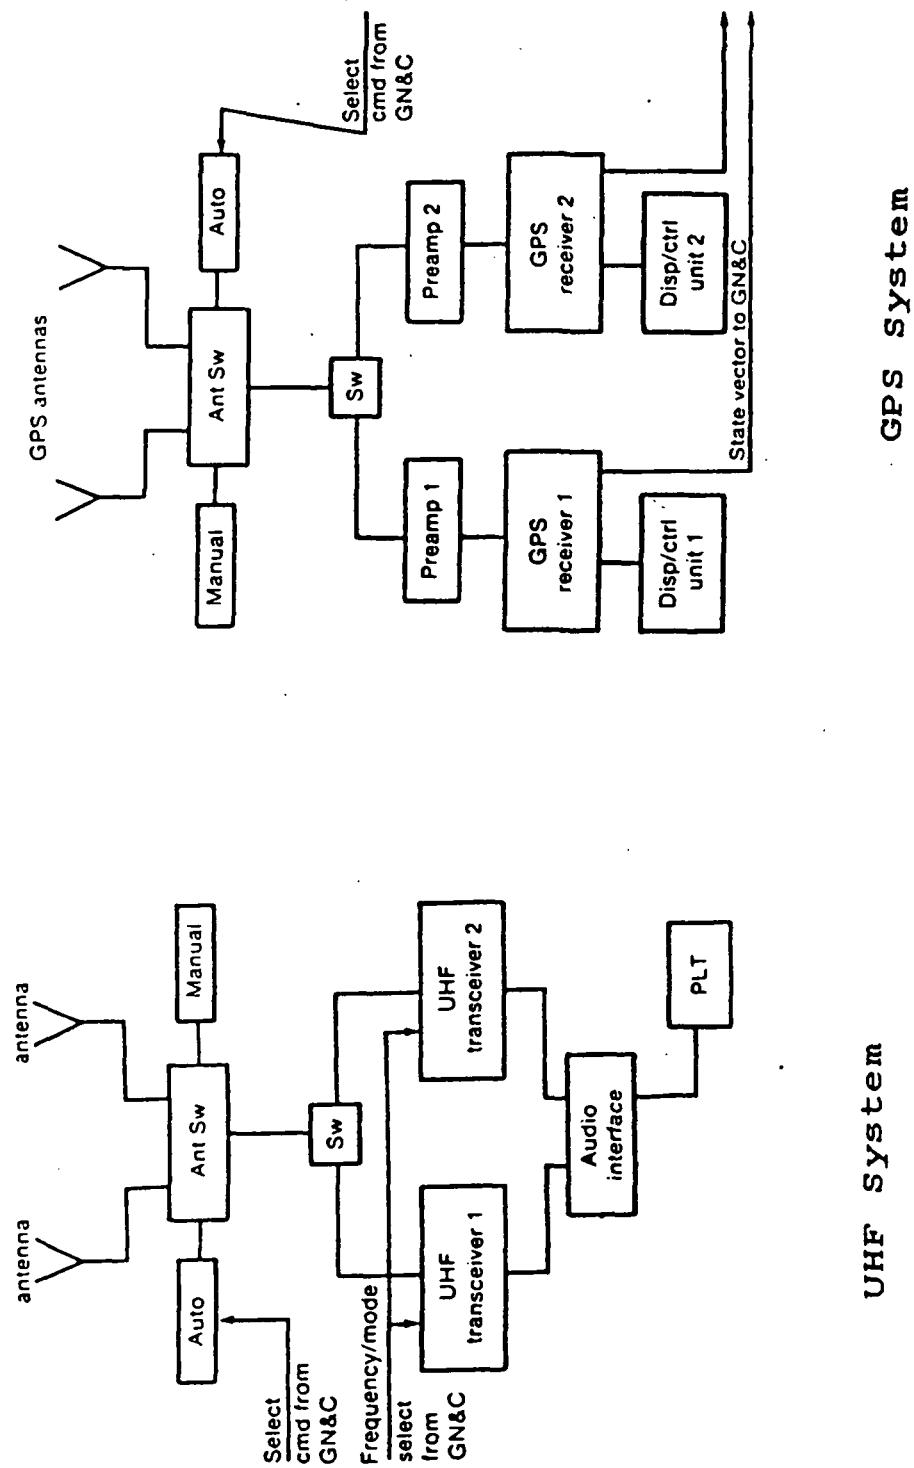 antenna
antenna
Auto
Ant Sw
Manual
Select
cmd from
GN&C
Sw
Frequency/mode
select
from
GN&C
UHF
transceiver 1
UHF
transceiver 2
Audio
interface
PLT
UHF System
GPS antennas
Manual
Ant Sw
Auto
Select
cmd from
GN&C
Sw
Preamp 1
Preamp 2
GPS
receiver 1
GPS
receiver 2
Disp/ctrl
unit 1
Disp/ctrl
unit 2
State vector to GN&C
GPS System